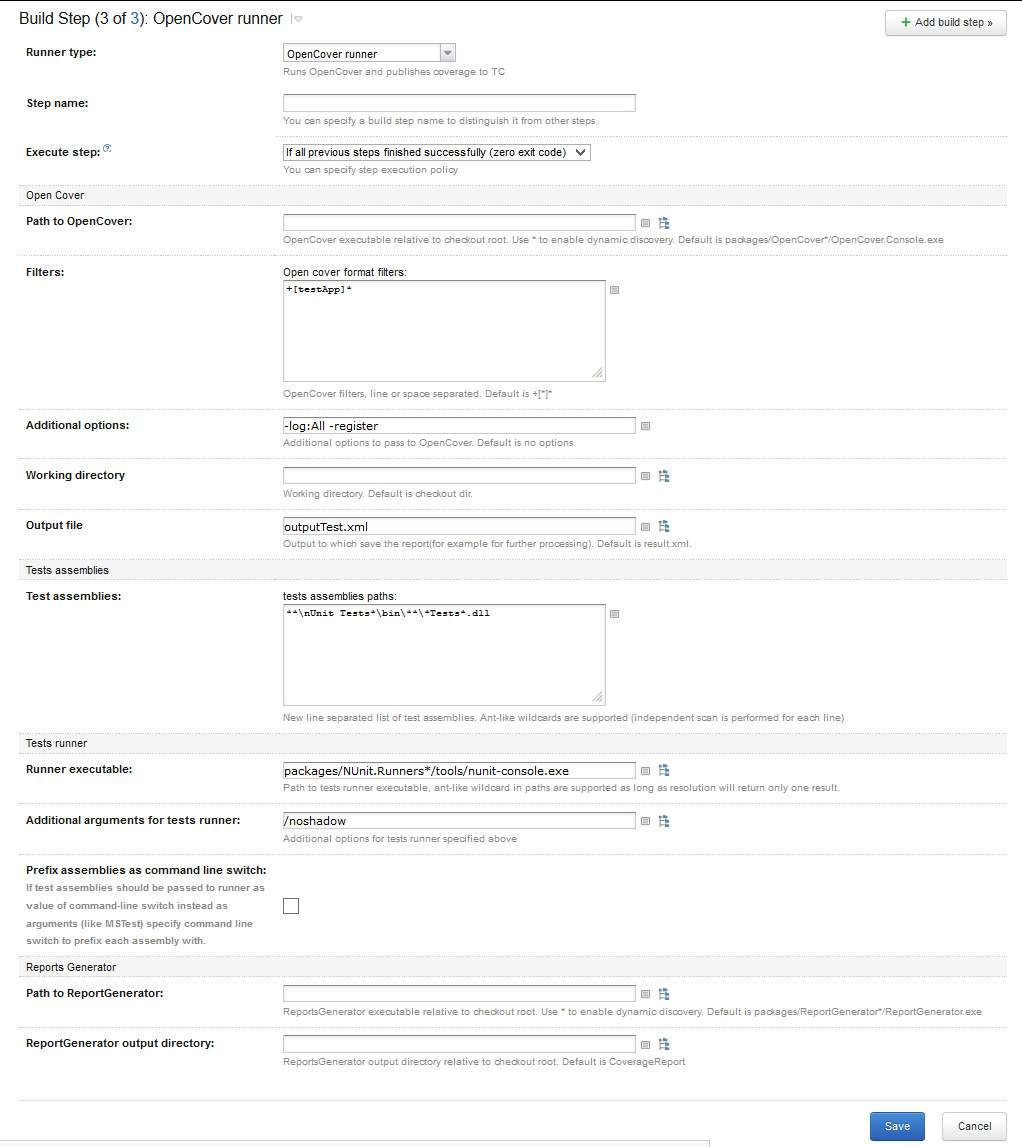 Build Step (3 of 3): OpenCover runner
+ Add build step »
Runner type:
OpenCover runner
Runs OpenCover and publishes coverage to TC
Step name:
You can specify a build step name to distinguish it from other steps.
Execute step: ?
If all previous steps finished successfully (zero exit code)
You can specify step execution policy
Open Cover
Path to OpenCover:
OpenCover executable relative to checkout root. Use * to enable dynamic discovery. Default is packages/OpenCover*/OpenCover.Console.exe
Filters:
Open cover format filters:
+[testApp]*
OpenCover filters, line or space separated. Default is +[*]*
Additional options:
-log:All -register
Additional options to pass to OpenCover. Default is no options.
Working directory
Working directory. Default is checkout dir.
Output file
outputTest.xml
Output to which save the report(for example for further processing). Default is result.xml.
Tests assemblies
Test assemblies:
tests assemblies paths:
**\nUnit Tests*\bin\**\*Tests*.dll
New line separated list of test assemblies. Ant-like wildcards are supported (independent scan is performed for each line)
Tests runner
Runner executable:
packages/NUnit.Runners*/tools/nunit-console.exe
Path to tests runner executable, ant-like wildcard in paths are supported as long as resolution will return only one result.
Additional arguments for tests runner:
/noshadow
Additional options for tests runner specified above
Prefix assemblies as command line switch:
If test assemblies should be passed to runner as
value of command-line switch instead as
arguments (like MSTest) specify command line
switch to prefix each assembly with.
Reports Generator
Path to ReportGenerator:
ReportsGenerator executable relative to checkout root. Use * to enable dynamic discovery. Default is packages/ReportGenerator*/ReportGenerator.exe
ReportGenerator output directory:
ReportsGenerator output directory relative to checkout root. Default is CoverageReport
Save
Cancel